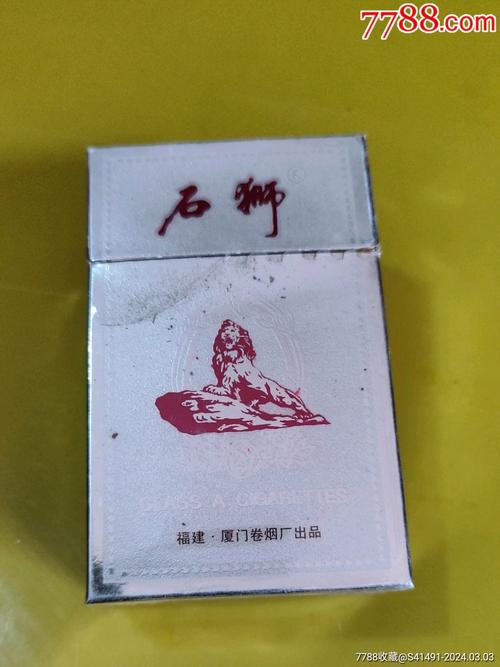 7788.com
石狮
®
CLASS A CIGARETTES
福建·厦门卷烟厂出品
7788收藏@S41491-2024.03.03